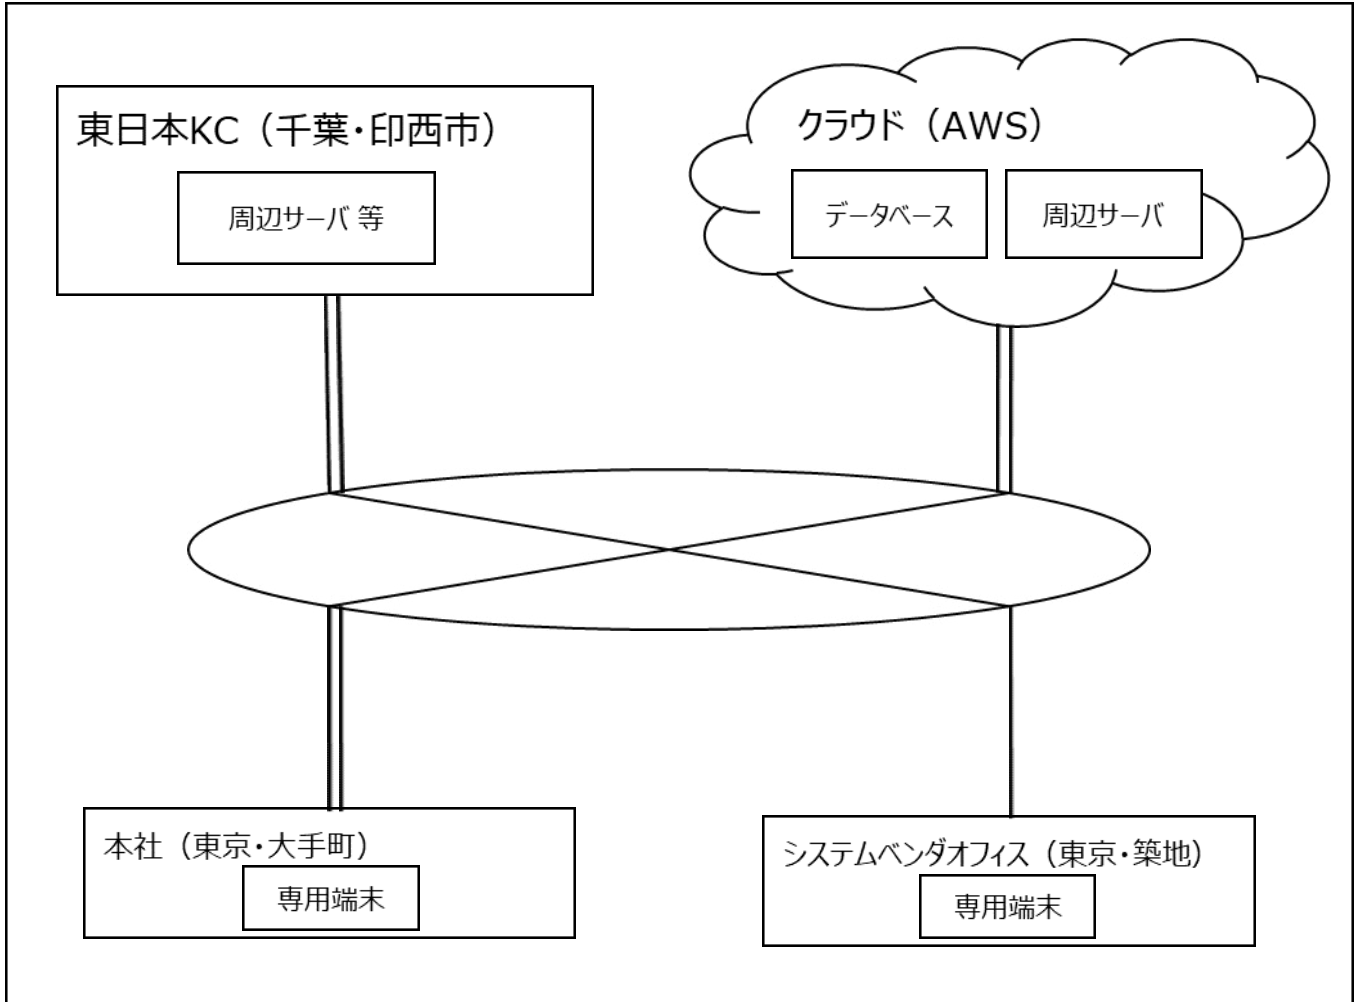 東日本KC（千葉・印西市）
周辺サーバ 等
クラウド（AWS）
データベース
周辺サーバ
本社（東京・大手町）
専用端末
システムベンダオフィス（東京・築地）
専用端末